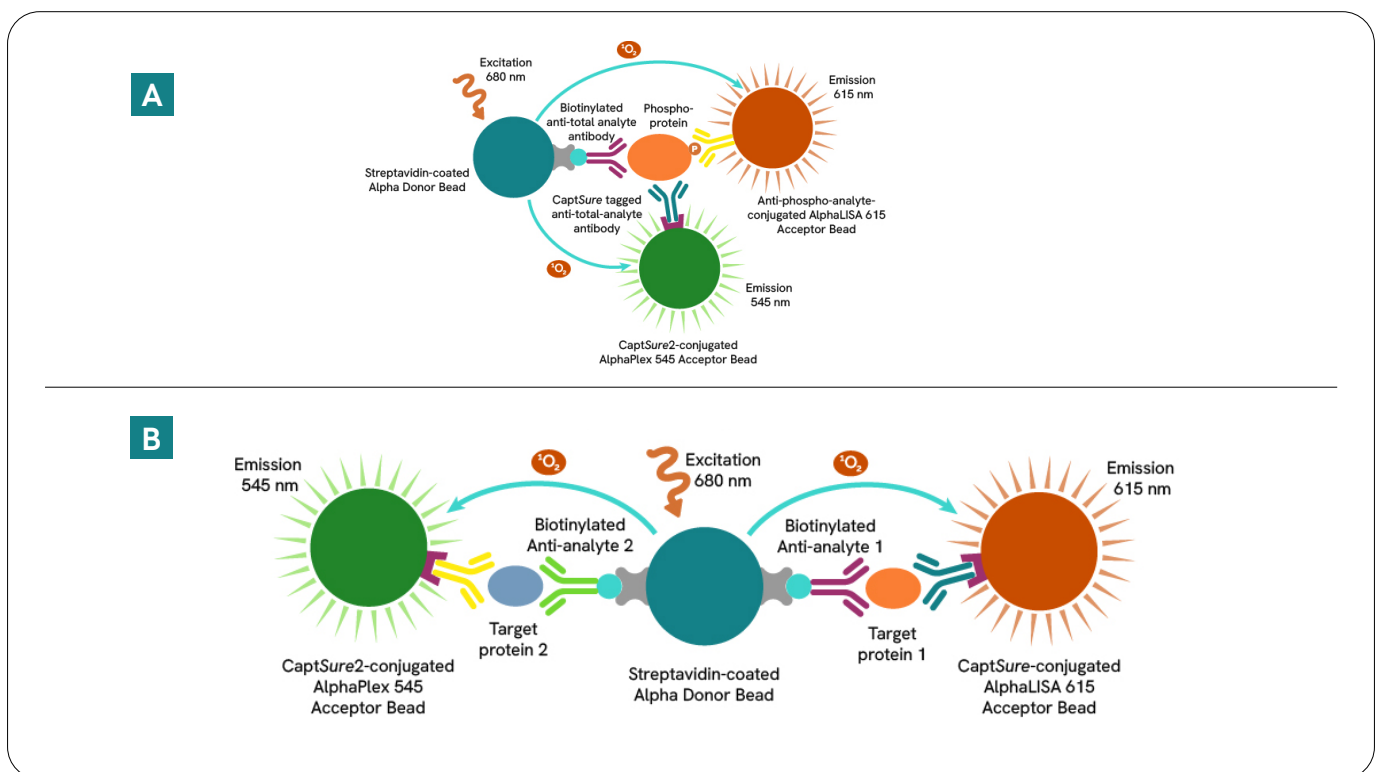 A
Excitation
680 nm
¹O₂
Emission
615 nm
Biotinylated
anti-total analyte
antibody
Phospho-
protein
P
Streptavidin-coated
Alpha Donor Bead
CaptSure tagged
anti-total-analyte
antibody
Anti-phospho-analyte-
conjugated AlphaLISA 615
Acceptor Bead
¹O₂
Emission
545 nm
CaptSure2-conjugated
AlphaPlex 545 Acceptor Bead
B
Emission
545 nm
¹O₂
Excitation
680 nm
¹O₂
Emission
615 nm
Biotinylated
Anti-analyte 2
Biotinylated
Anti-analyte 1
Target
protein 2
Target
protein 1
CaptSure2-conjugated
AlphaPlex 545
Acceptor Bead
Streptavidin-coated
Alpha Donor Bead
CaptSure-conjugated
AlphaLISA 615
Acceptor Bead